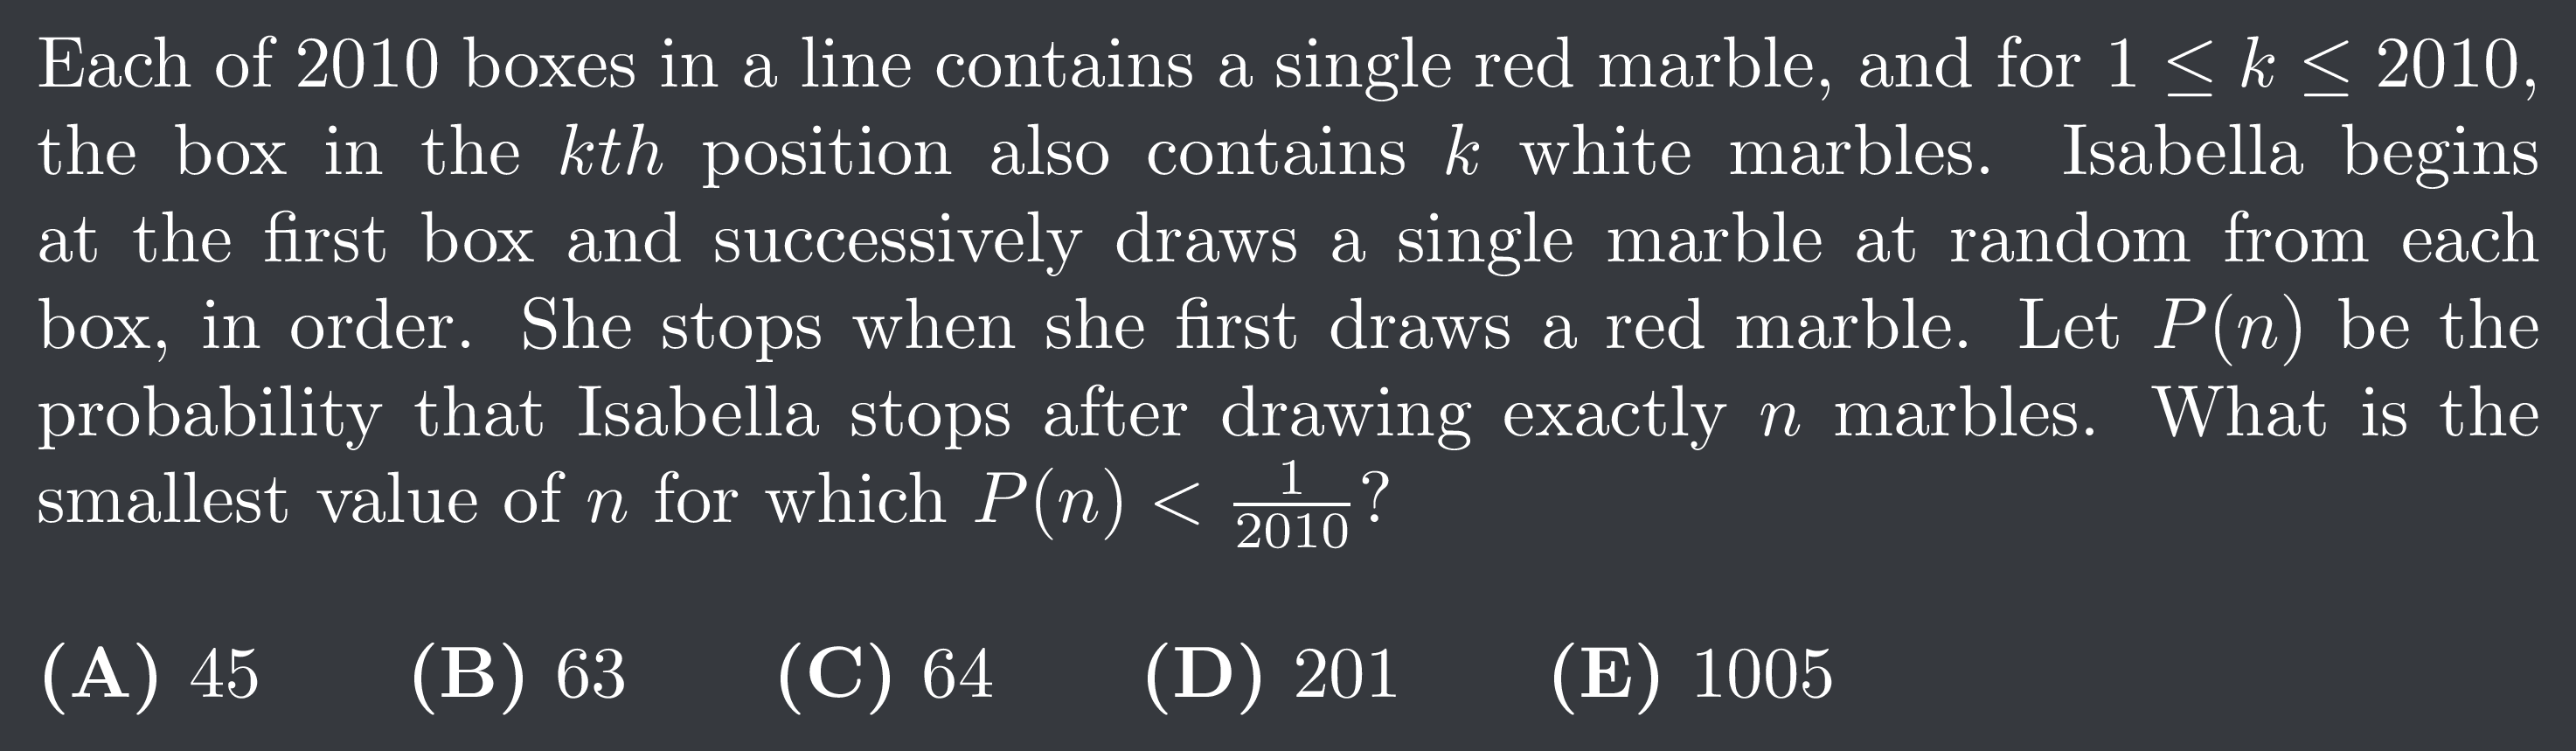 Each of 2010 boxes in a line contains a single red marble, and for 1 ≤ k ≤ 2010,
the box in the kth position also contains k white marbles. Isabella begins
at the first box and successively draws a single marble at random from each
box, in order. She stops when she first draws a red marble. Let P(n) be the
probability that Isabella stops after drawing exactly n marbles. What is the
smallest value of n for which P(n) < 1/2010?
(A) 45 (B) 63 (C) 64 (D) 201 (E) 1005